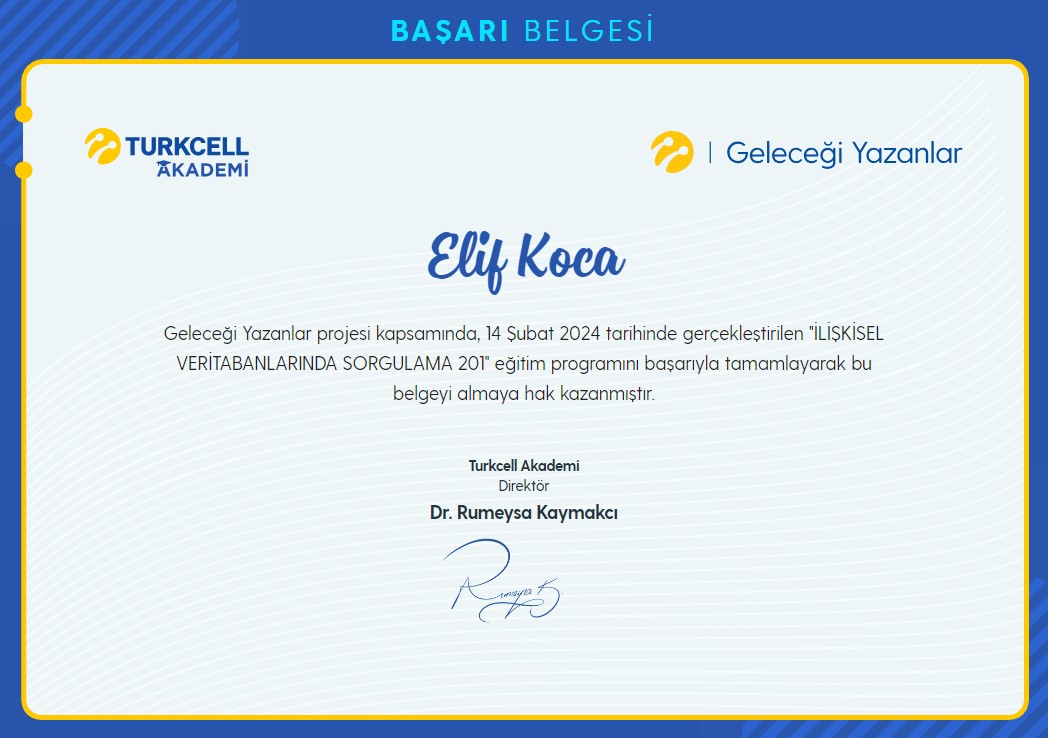 BAŞARI BELGESİ
TURKCELL
AKADEMİ
Geleceği Yazanlar
Elif Koca
Geleceği Yazanlar projesi kapsamında, 14 Şubat 2024 tarihinde gerçekleştirilen "İLİŞKİSEL
VERİTABANLARINDA SORGULAMA 201" eğitim programını başarıyla tamamlayarak bu
belgeyi almaya hak kazanmıştır.
Turkcell Akademi
Direktör
Dr. Rumeysa Kaymakcı
Rumeysa K.